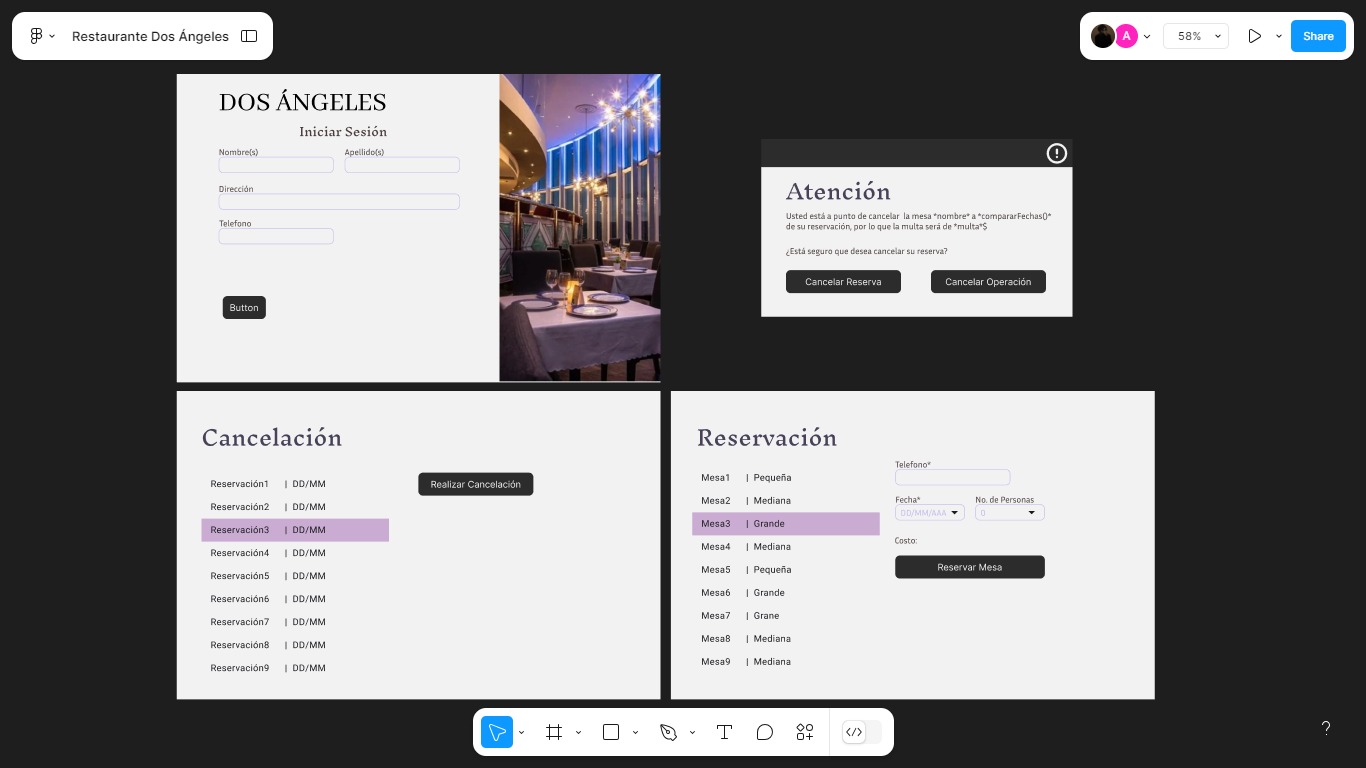 Restaurante Dos Ángeles
A
58%
Share
DOS ÁNGELES
Iniciar Sesión
Nombre(s) Apellido(s)
Dirección
Telefono
Button
Atención
Usted está a punto de cancelar la mesa *nombre* a *compararFechas()*
de su reservación, por lo que la multa será de *multa*$
¿Está seguro que desea cancelar su reserva?
Cancelar Reserva Cancelar Operación
Cancelación
Reservación1 | DD/MM
Reservación2 | DD/MM
Reservación3 | DD/MM
Reservación4 | DD/MM
Reservación5 | DD/MM
Reservación6 | DD/MM
Reservación7 | DD/MM
Reservación8 | DD/MM
Reservación9 | DD/MM
Realizar Cancelación
Reservación
Mesa1 | Pequeña
Mesa2 | Mediana
Mesa3 | Grande
Mesa4 | Mediana
Mesa5 | Pequeña
Mesa6 | Grande
Mesa7 | Grane
Mesa8 | Mediana
Mesa9 | Mediana
Telefono*
Fecha* No. de Personas
DD/MM/AAA 0
Costo:
Reservar Mesa